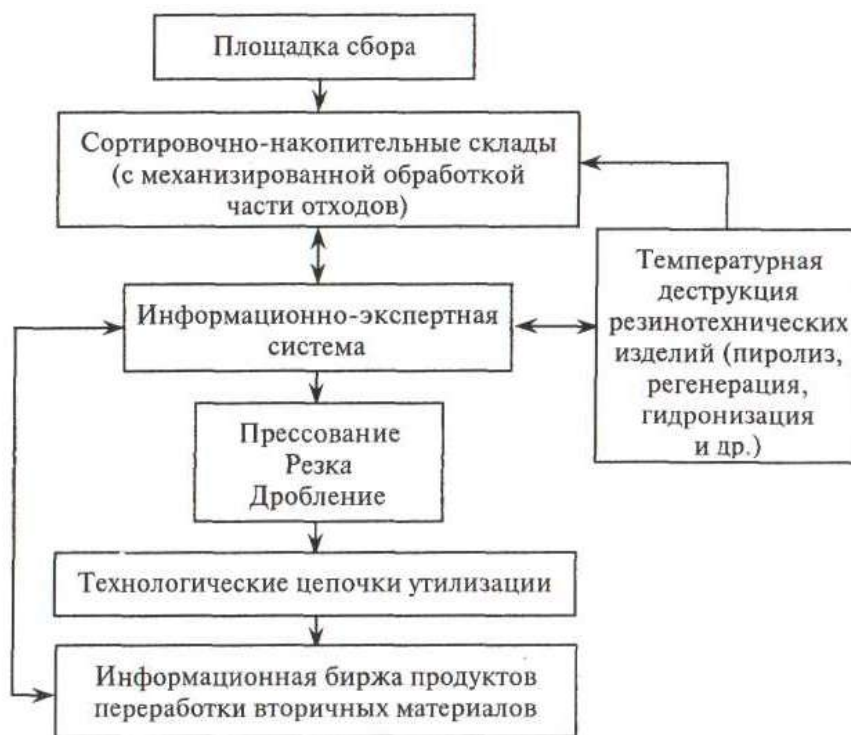 Площадка сбора
Сортировочно-накопительные склады
(с механизированной обработкой
части отходов)
Температурная
деструкция
резинотехнических
изделий (пиролиз,
регенерация,
гидронизация
и др.)
Информационно-экспертная
система
Прессование
Резка
Дробление
Технологические цепочки утилизации
Информационная биржа продуктов
переработки вторичных материалов